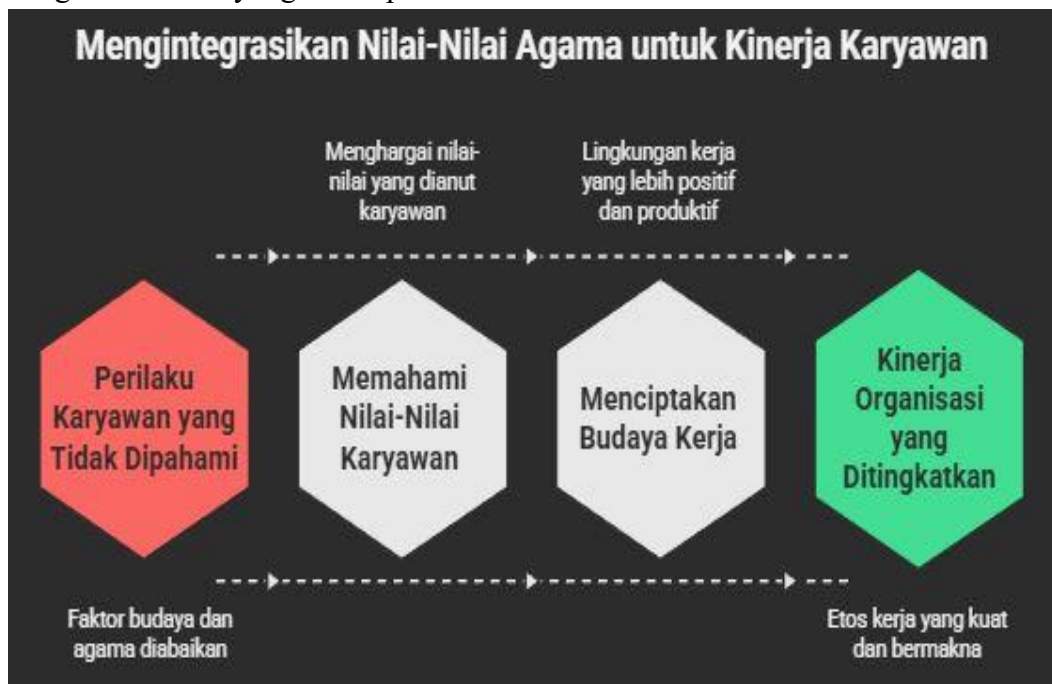 Mengintegrasikan Nilai-Nilai Agama untuk Kinerja Karyawan
Menghargai nilai-
nilai yang dianut
karyawan
Lingkungan kerja
yang lebih positif
dan produktif
Perilaku
Karyawan yang
Tidak Dipahami
Memahami
Nilai-Nilai
Karyawan
Menciptakan
Budaya Kerja
Kinerja
Organisasi
yang
Ditingkatkan
Faktor budaya dan
agama diabaikan
Etos kerja yang kuat
dan bermakna